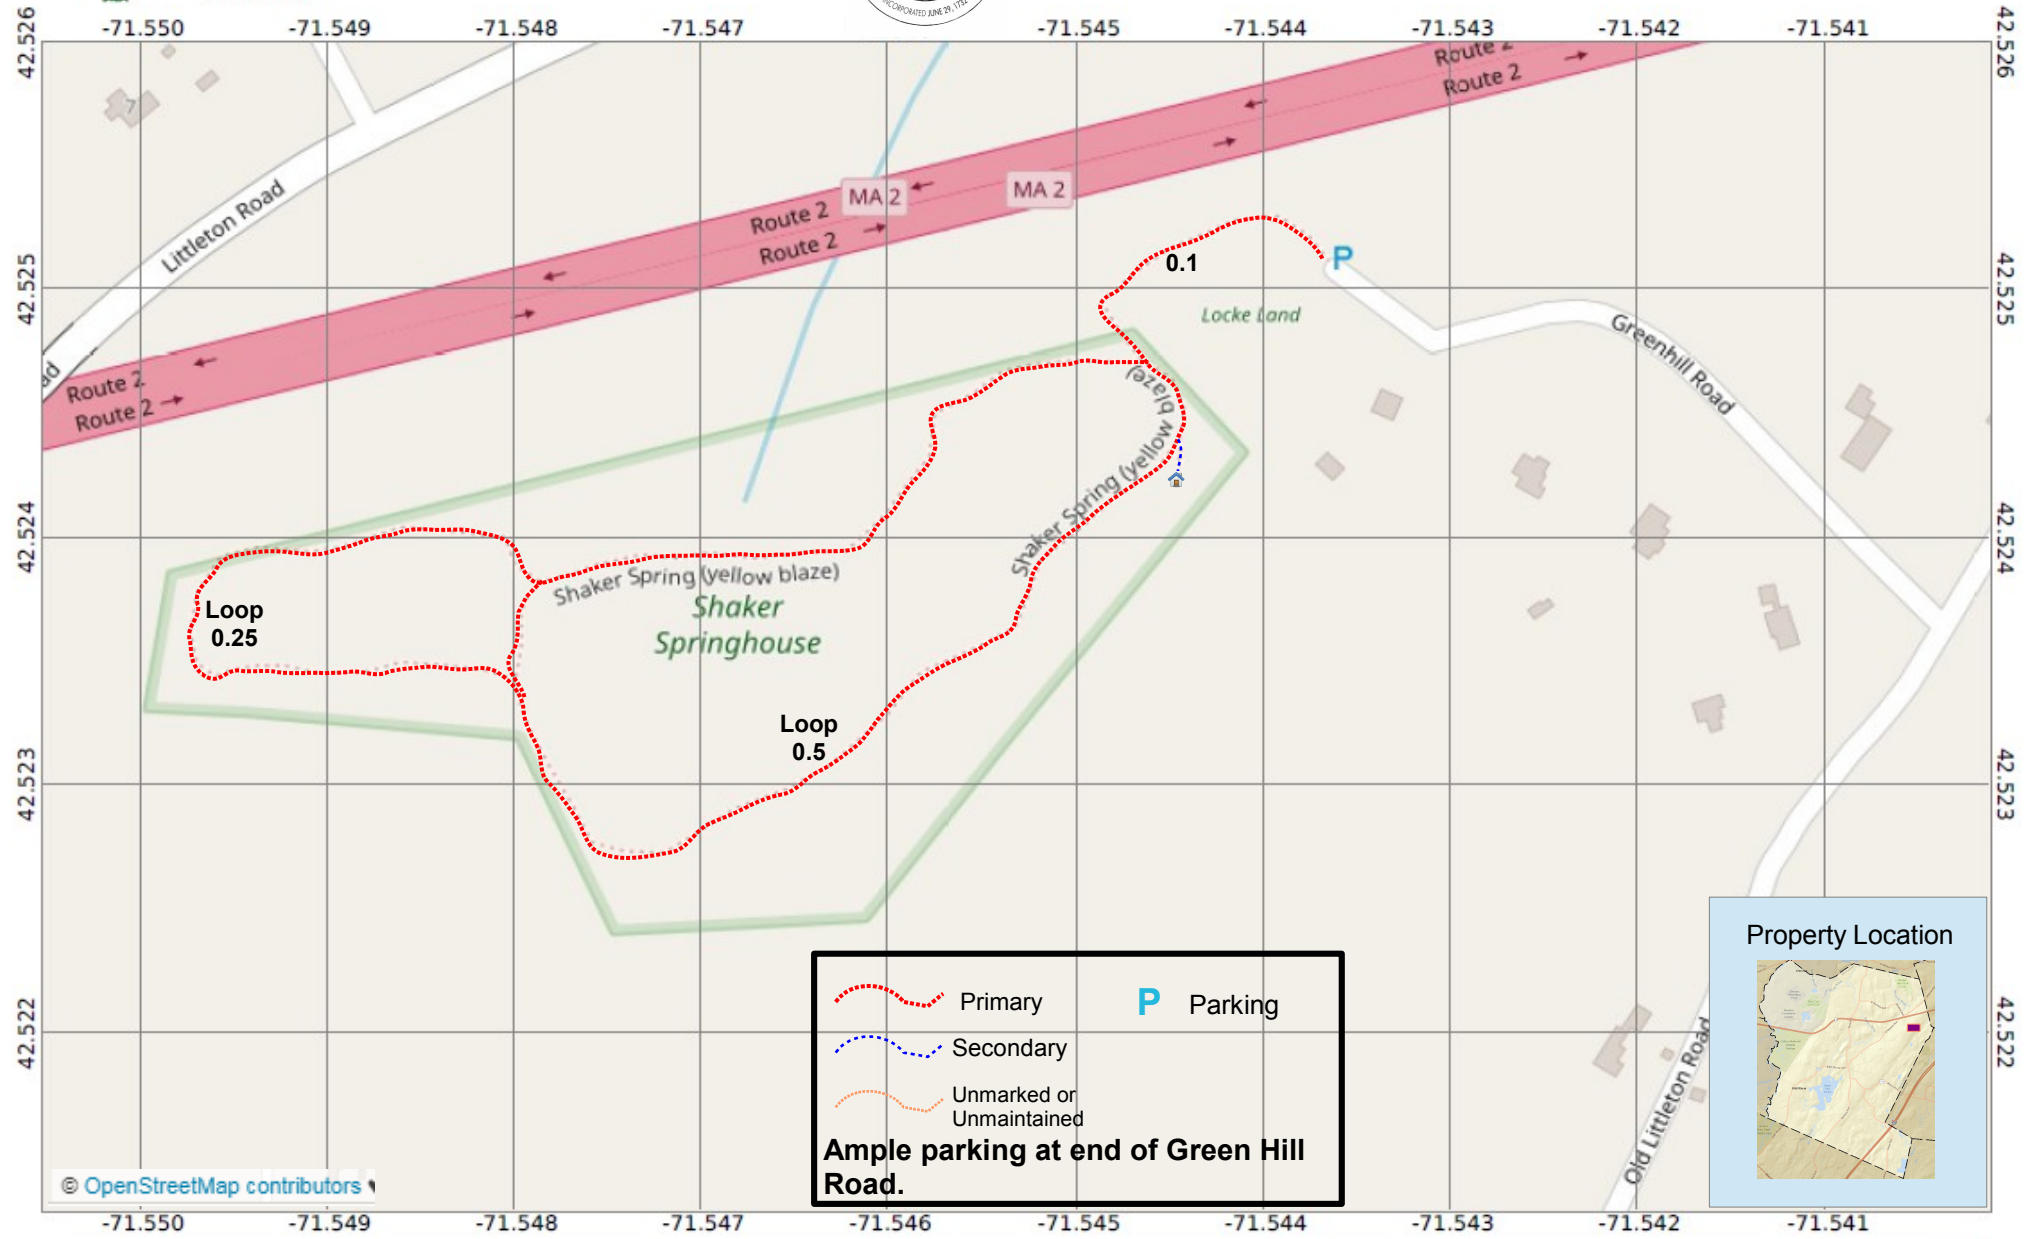 INCORPORATED JUNE 29, 1732
-71.550 -71.549 -71.548 -71.547 -71.545 -71.544 -71.543 -71.542 -71.541
42.526
42.526
Route 2
Route 2
7
Littleton Road
MA 2
MA 2
Route 2
Route 2
P
0.1
42.525
42.525
Locke Land
Greenhill Road
ad
Route 2
Route 2
Shaker Spring (yellow blaze)
42.524
42.524
Shaker Spring (yellow blaze)
Loop
0.25
Shaker
Springhouse
Loop
0.5
42.523
42.523
Property Location
Primary
P Parking
Secondary
Unmarked or
Unmaintained
Ample parking at end of Green Hill
Road.
42.522
42.522
Old Littleton Road
© OpenStreetMap contributors
-71.550 -71.549 -71.548 -71.547 -71.546 -71.545 -71.544 -71.543 -71.542 -71.541